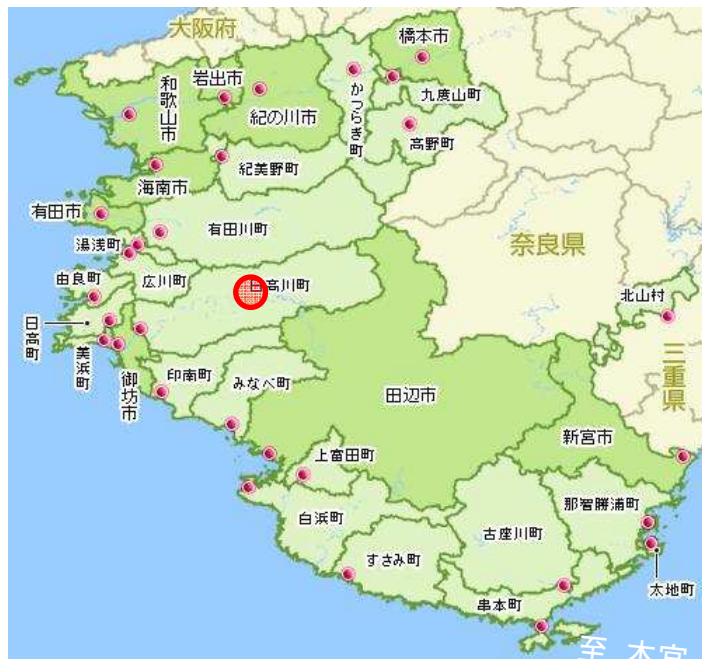 大阪府
橋本市
岩出市
和歌山市
かつらぎ町
九度山町
紀の川市
高野町
紀美野町
海南市
有田市
有田川町
湯浅町
奈良県
由良町
広川町
日高川町
北山村
日高町
美浜町
御坊市
印南町
みなべ町
田辺市
三重県
新宮市
上富田町
那智勝浦町
白浜町
古座川町
すさみ町
太地町
串本町
至 本宮